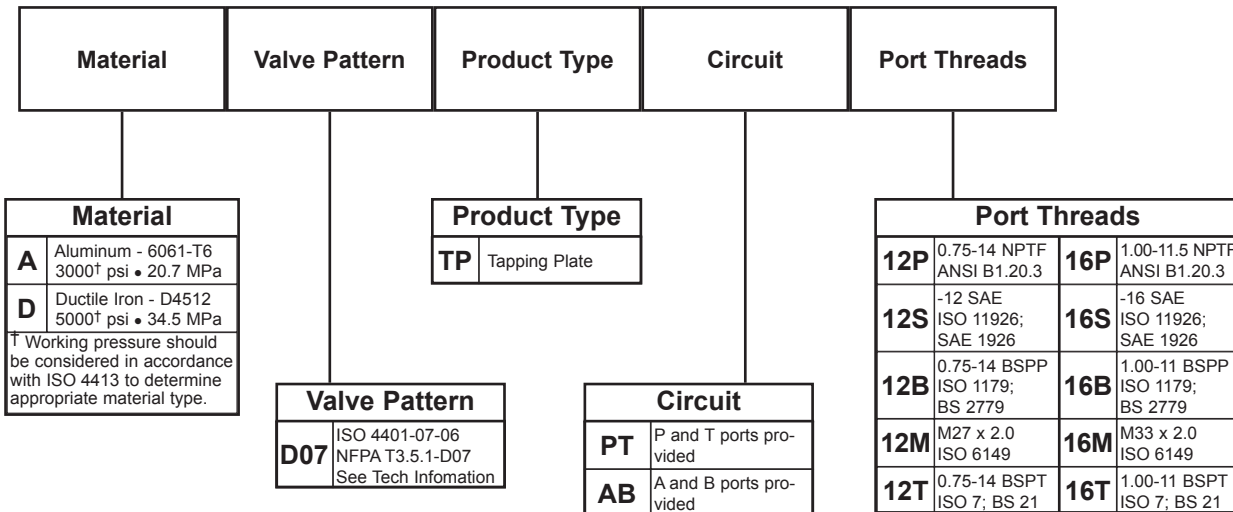 Material
Valve Pattern
Product Type
Circuit
Port Threads
Material
A
Aluminum - 6061-T6
3000† psi • 20.7 MPa
D
Ductile Iron - D4512
5000† psi • 34.5 MPa
† Working pressure should
be considered in accordance
with ISO 4413 to determine
appropriate material type.
Valve Pattern
D07
ISO 4401-07-06
NFPA T3.5.1-D07
See Tech Infomation
Product Type
TP
Tapping Plate
Circuit
PT
P and T ports pro-
vided
AB
A and B ports pro-
vided
Port Threads
12P
0.75-14 NPTF
ANSI B1.20.3
16P
1.00-11.5 NPTF
ANSI B1.20.3
12S
-12 SAE
ISO 11926;
SAE 1926
16S
-16 SAE
ISO 11926;
SAE 1926
12B
0.75-14 BSPP
ISO 1179;
BS 2779
16B
1.00-11 BSPP
ISO 1179;
BS 2779
12M
M27 x 2.0
ISO 6149
16M
M33 x 2.0
ISO 6149
12T
0.75-14 BSPT
ISO 7; BS 21
16T
1.00-11 BSPT
ISO 7; BS 21